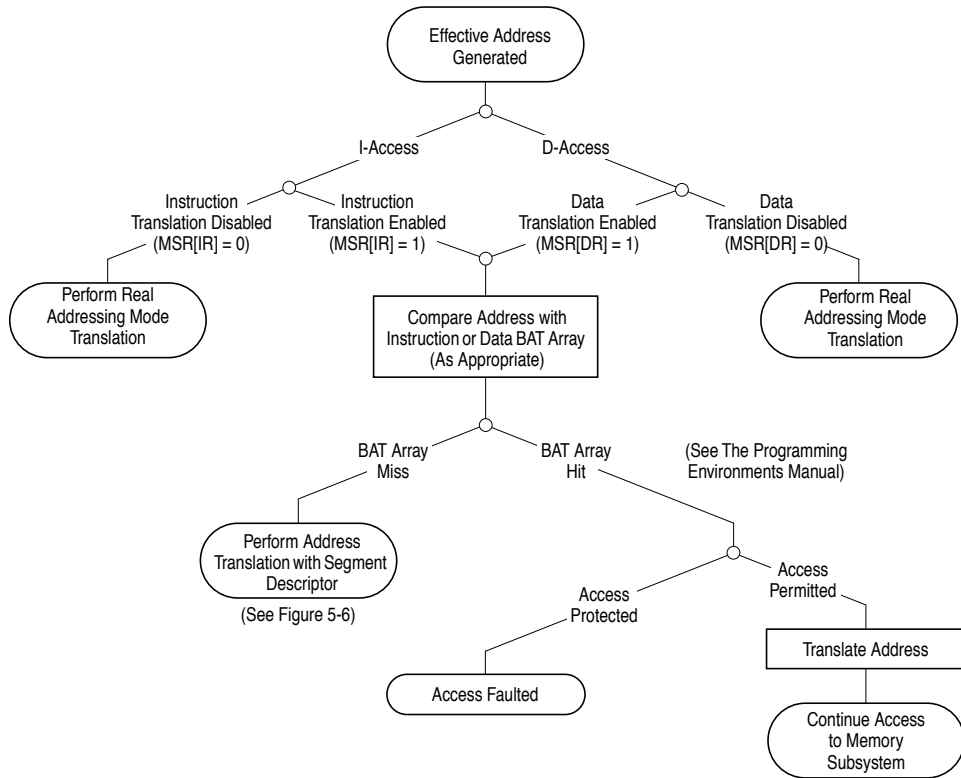 Effective Address
Generated
I-Access
D-Access
Instruction
Translation Disabled
(MSR[IR] = 0)
Instruction
Translation Enabled
(MSR[IR] = 1)
Data
Translation Enabled
(MSR[DR] = 1)
Data
Translation Disabled
(MSR[DR] = 0)
Perform Real
Addressing Mode
Translation
Compare Address with
Instruction or Data BAT Array
(As Appropriate)
Perform Real
Addressing Mode
Translation
BAT Array
Miss
BAT Array
Hit
(See The Programming
Environments Manual)
Perform Address
Translation with Segment
Descriptor
(See Figure 5-6)
Access
Protected
Access
Permitted
Access Faulted
Translate Address
Continue Access
to Memory
Subsystem